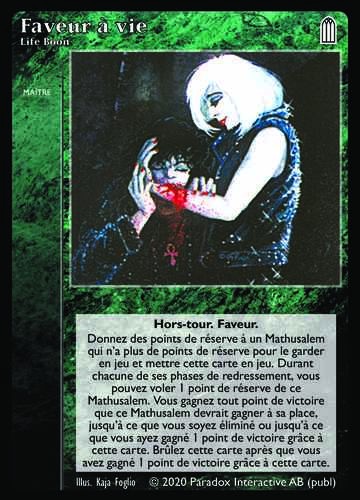 Faveur à vie
Life Boon
MAÎTRE
Hors-tour. Faveur.
Donnez des points de réserve à un Mathusalem
qui n'a plus de points de réserve pour le garder
en jeu et mettre cette carte en jeu. Durant
chacune de ses phases de redressement, vous
pouvez voler 1 point de réserve de ce
Mathusalem. Vous gagnez tout point de victoire
que ce Mathusalem devrait gagner à sa place,
jusqu'à ce que vous soyez éliminé ou jusqu'à ce
que vous ayez gagné 1 point de victoire grâce à
cette carte. Brûlez cette carte après que vous
avez gagné 1 point de victoire grâce à cette carte.
Illus. Kaja Foglio © 2020 Paradox Interactive AB (publ)